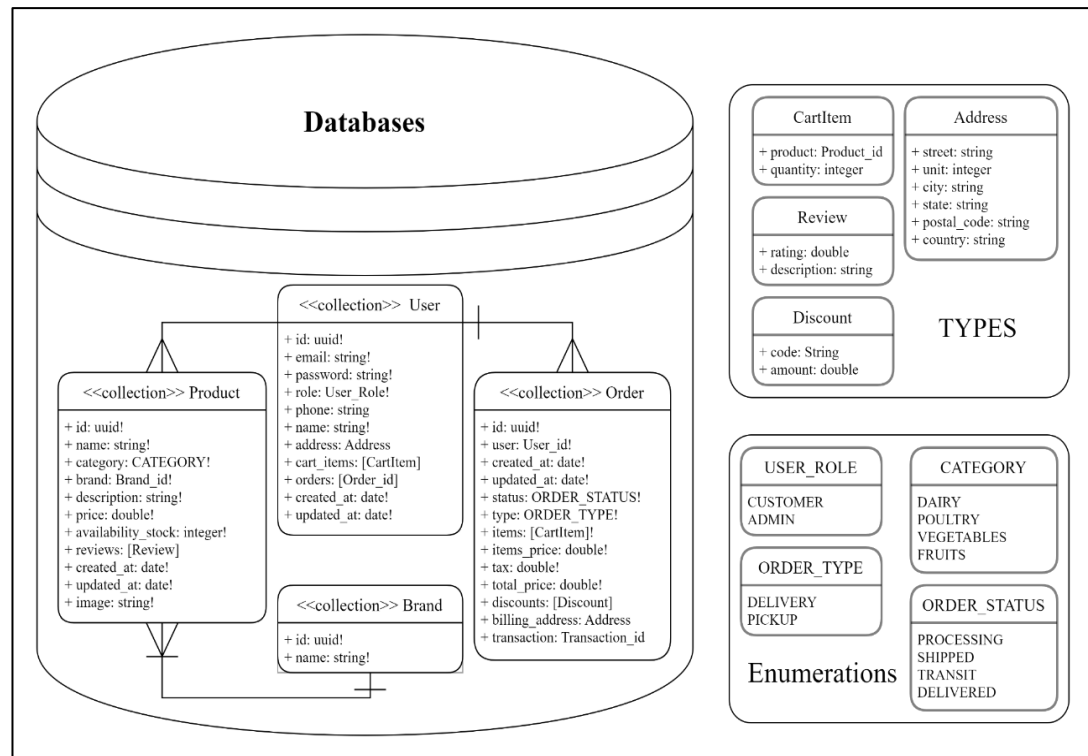 Databases
<<collection>> User
+ id: uuid!
+ email: string!
+ password: string!
+ role: User_Role!
+ phone: string
+ name: string!
+ address: Address
+ cart_items: [CartItem]
+ orders: [Order_id]
+ created_at: date!
+ updated_at: date!
<<collection>> Product
+ id: uuid!
+ name: string!
+ category: CATEGORY!
+ brand: Brand_id!
+ description: string!
+ price: double!
+ availability_stock: integer!
+ reviews: [Review]
+ created_at: date!
+ updated_at: date!
+ image: string!
<<collection>> Order
+ id: uuid!
+ user: User_id!
+ created_at: date!
+ updated_at: date!
+ status: ORDER_STATUS!
+ type: ORDER_TYPE!
+ items: [CartItem]!
+ items_price: double!
+ tax: double!
+ total_price: double!
+ discounts: [Discount]
+ billing_address: Address
+ transaction: Transaction_id
<<collection>> Brand
+ id: uuid!
+ name: string!
CartItem
+ product: Product_id
+ quantity: integer
Address
+ street: string
+ unit: integer
+ city: string
+ state: string
+ postal_code: string
+ country: string
Review
+ rating: double
+ description: string
Discount
+ code: String
+ amount: double
TYPES
USER_ROLE
CUSTOMER
ADMIN
CATEGORY
DAIRY
POULTRY
VEGETABLES
FRUITS
ORDER_TYPE
DELIVERY
PICKUP
ORDER_STATUS
PROCESSING
SHIPPED
TRANSIT
DELIVERED
Enumerations